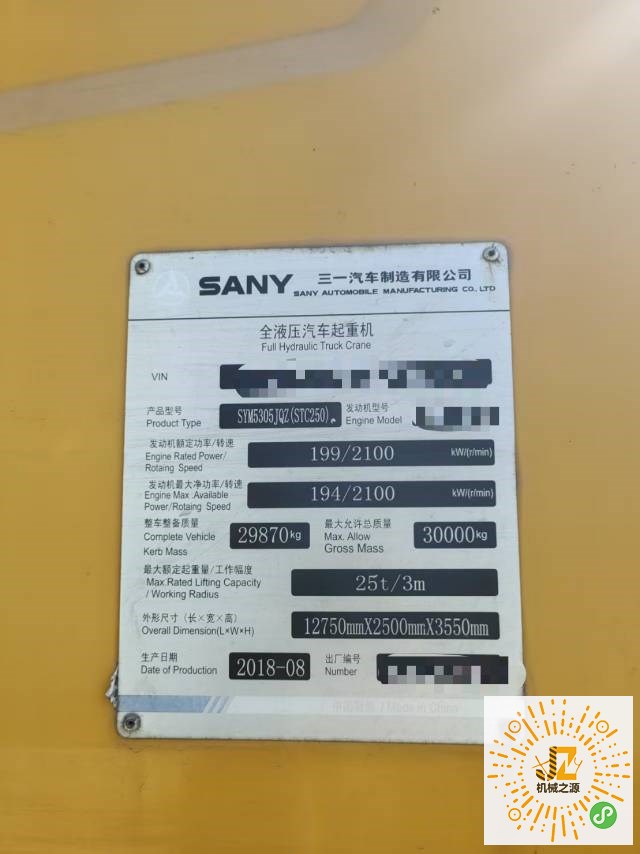 SANY 三一汽车制造有限公司
SANY AUTOMOBILE MANUFACTURING CO., LTD
全液压汽车起重机
Full Hydraulic Truck Crane
VIN
产品型号 SYM5305JQZ(STC250) 发动机型号
Product Type Engine Model
发动机额定功率/转速
Engine Rated Power/ 199/2100 kW/(r/min)
Rotaing Speed
发动机最大净功率/转速
Engine Max .Available 194/2100 kW/(r/min)
Power/Rotaing Speed
整车整备质量 最大允许总质量
Complete Vehicle 29870kg Max. Allow 30000kg
Kerb Mass Gross Mass
最大额定起重量/工作幅度
Max.Rated Lifting Capacity 25t/3m
/ Working Radius
外形尺寸 (长×宽×高) 12750mmX2500mmX3550mm
Overall Dimension(L×W×H)
生产日期 2018-08 出厂编号
Date of Production Number
中国制造 / Made in China
机械之源